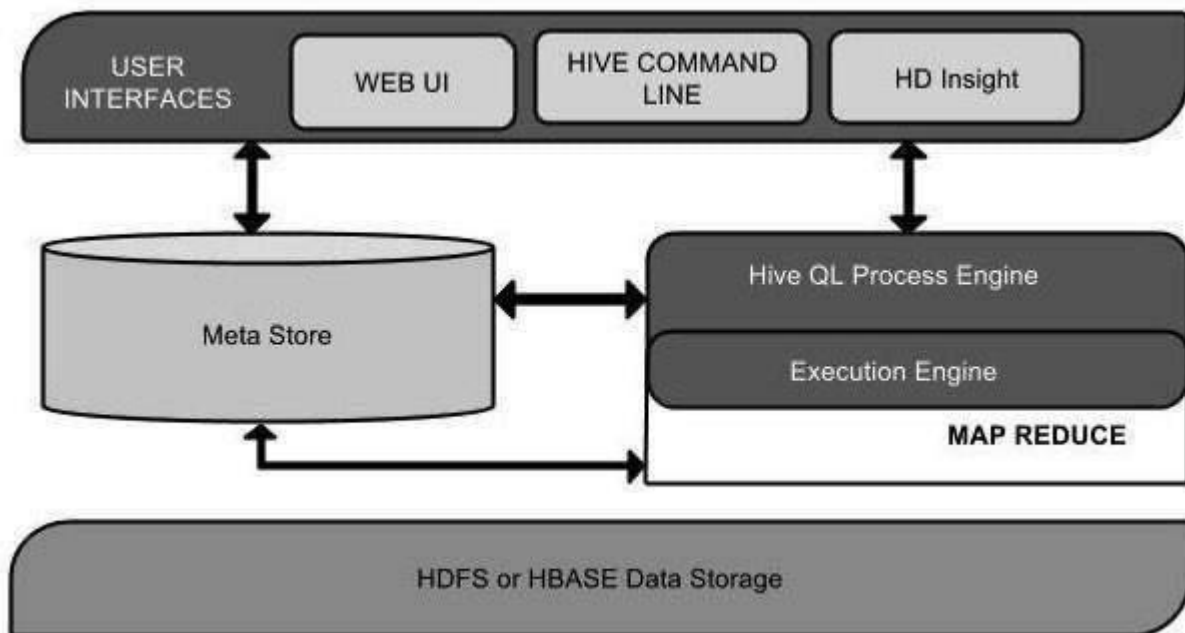 USER
INTERFACES
WEB UI
HIVE COMMAND
LINE
HD Insight
Meta Store
Hive QL Process Engine
Execution Engine
MAP REDUCE
HDFS or HBASE Data Storage